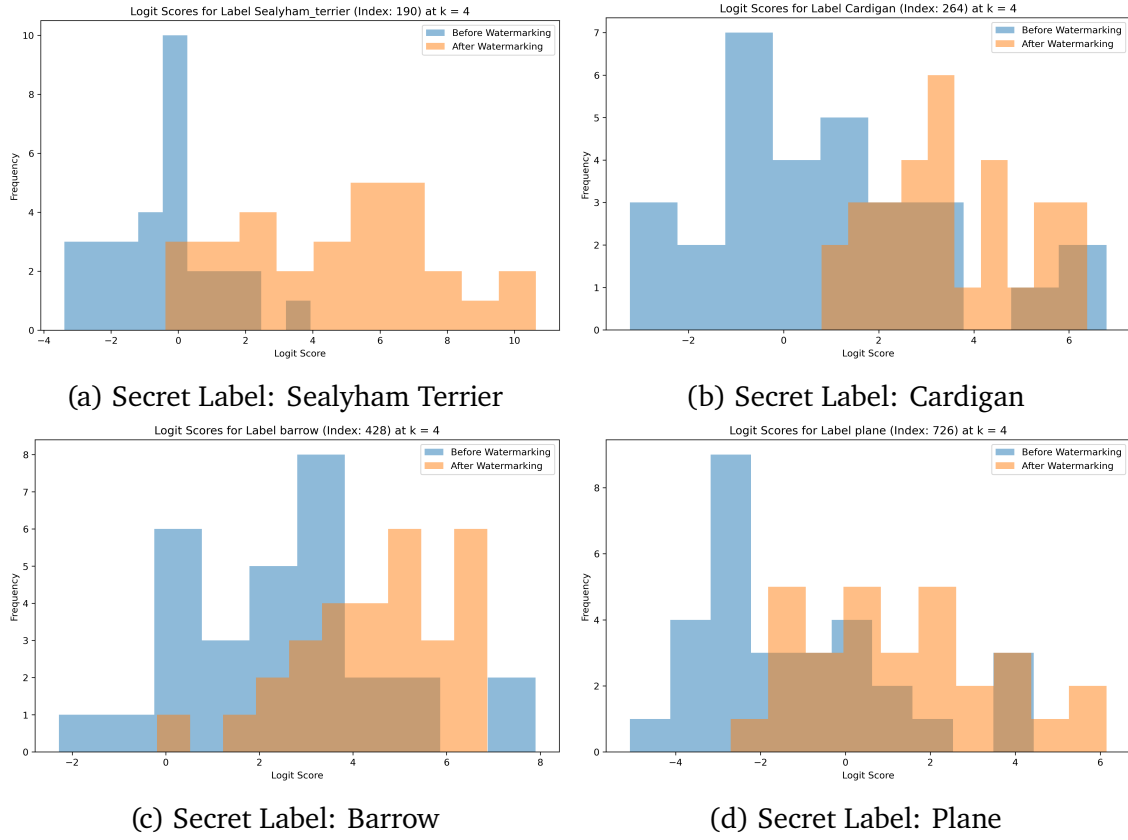 Logit Scores for Label Sealyham_terrier (Index: 190) at k = 4
Before Watermarking
After Watermarking
Frequency
10
8
6
4
2
0
−4 −2 0 2 4 6 8 10
Logit Score
(a) Secret Label: Sealyham Terrier
Logit Scores for Label Cardigan (Index: 264) at k = 4
Before Watermarking
After Watermarking
Frequency
7
6
5
4
3
2
1
0
−2 0 2 4 6
Logit Score
(b) Secret Label: Cardigan
Logit Scores for Label barrow (Index: 428) at k = 4
Before Watermarking
After Watermarking
Frequency
8
7
6
5
4
3
2
1
0
−2 0 2 4 6 8
Logit Score
(c) Secret Label: Barrow
Logit Scores for Label plane (Index: 726) at k = 4
Before Watermarking
After Watermarking
Frequency
8
6
4
2
0
−4 −2 0 2 4 6
Logit Score
(d) Secret Label: Plane